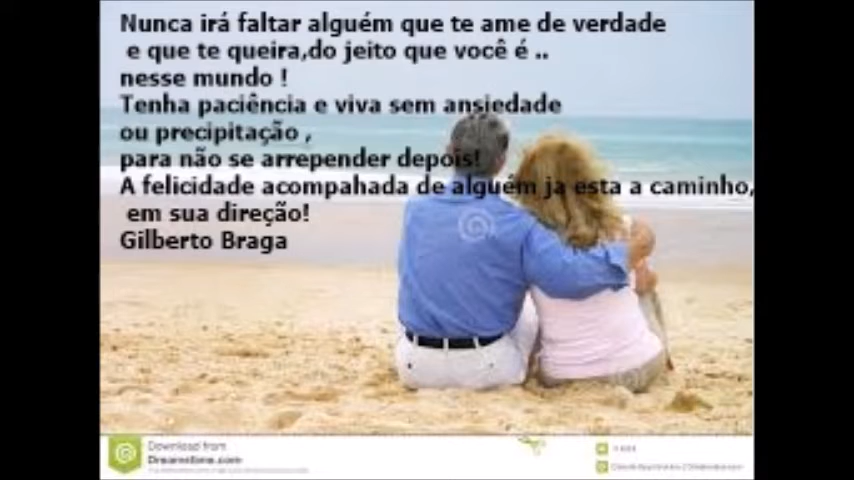 Nunca irá faltar alguém que te ame de verdade
e que te queira,do jeito que você é ..
nesse mundo !
Tenha paciência e viva sem ansiedade
ou precipitação ,
para não se arrepender depois!
A felicidade acompahada de alguém ja esta a caminho,
em sua direção!
Gilberto Braga
Download from
Dreamstime.com